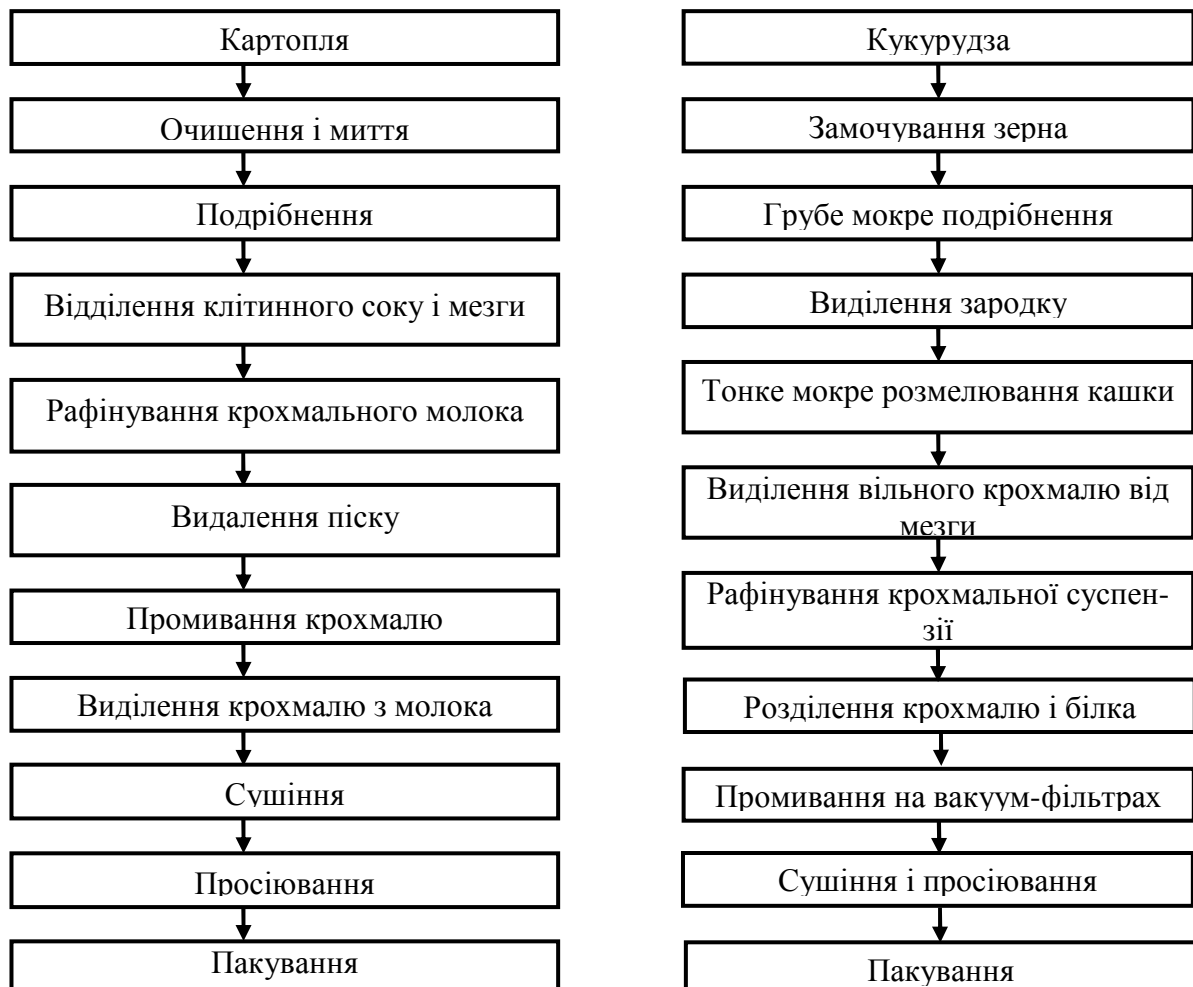 Картопля
Очишення і миття
Подрібнення
Відділення клітинного соку і мезги
Рафінування крохмального молока
Видалення піску
Промивання крохмалю
Виділення крохмалю з молока
Сушіння
Просіювання
Пакування
Кукурудза
Замочування зерна
Грубе мокре подрібнення
Виділення зародку
Тонке мокре розмелювання кашки
Виділення вільного крохмалю від
мезги
Рафінування крохмальної суспен-
зії
Розділення крохмалю і білка
Промивання на вакуум-фільтрах
Сушіння і просіювання
Пакування